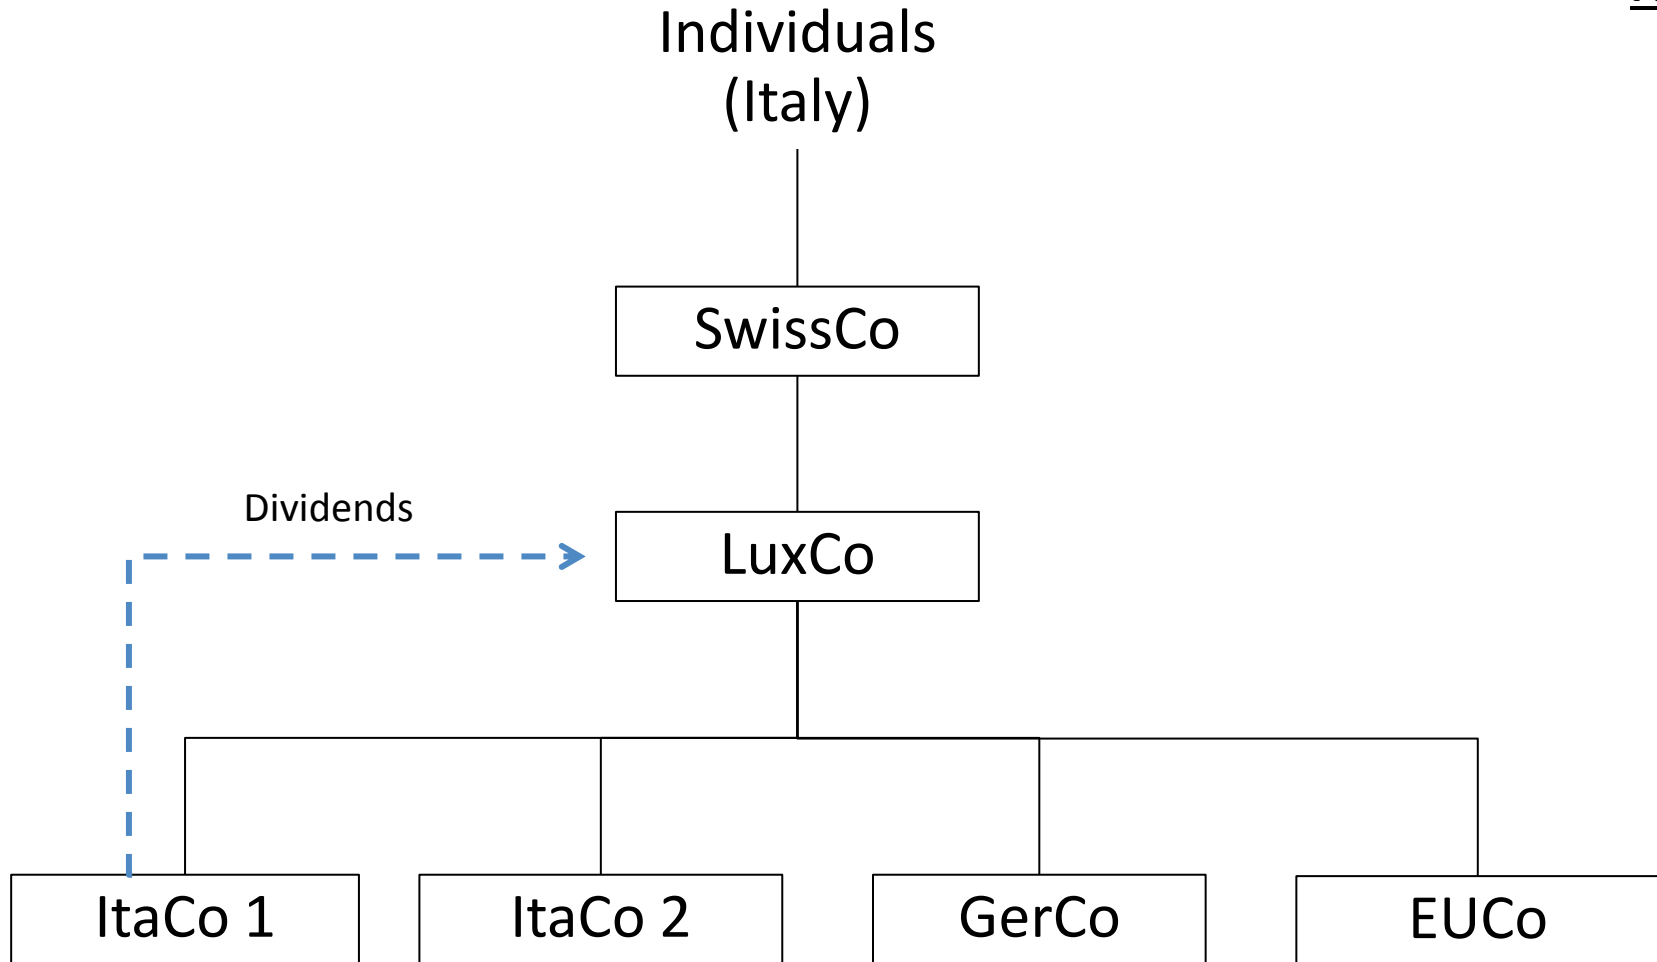 Individuals
(Italy)
SwissCo
Dividends
LuxCo
ItaCo 1
ItaCo 2
GerCo
EUCo